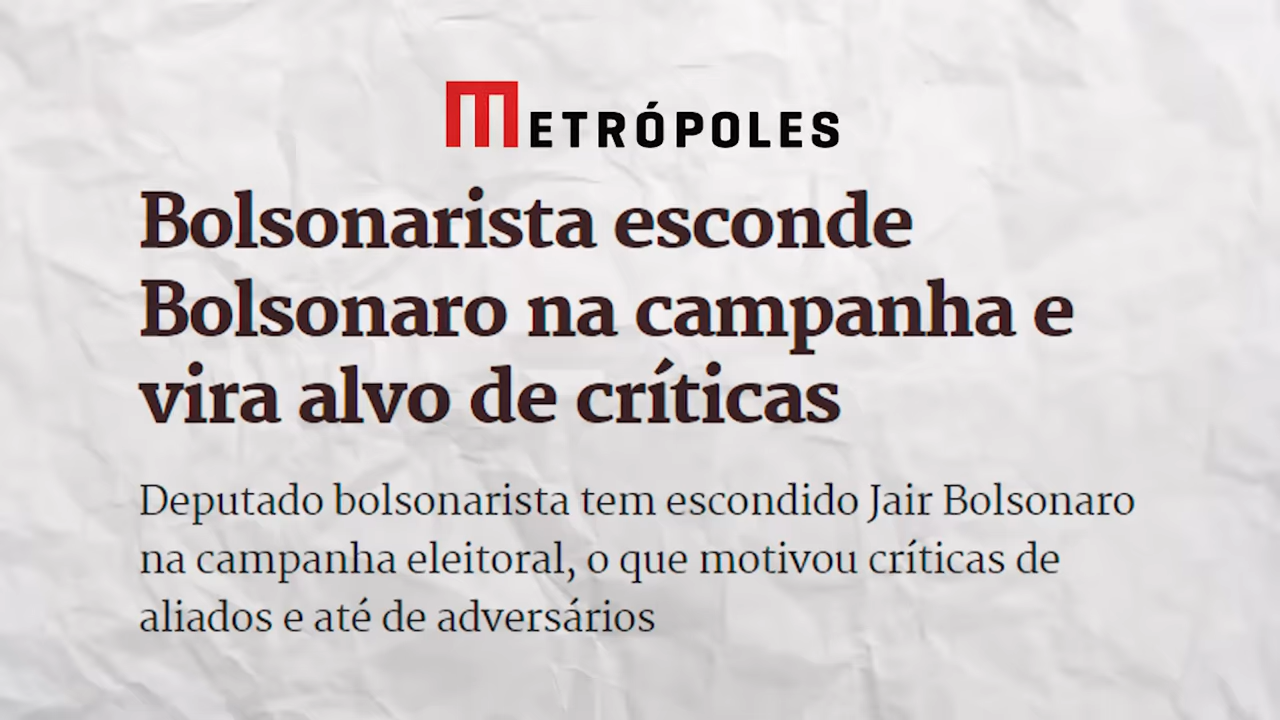 METRÓPOLES
Bolsonarista esconde
Bolsonaro na campanha e
vira alvo de críticas
Deputado bolsonarista tem escondido Jair Bolsonaro
na campanha eleitoral, o que motivou críticas de
aliados e até de adversários